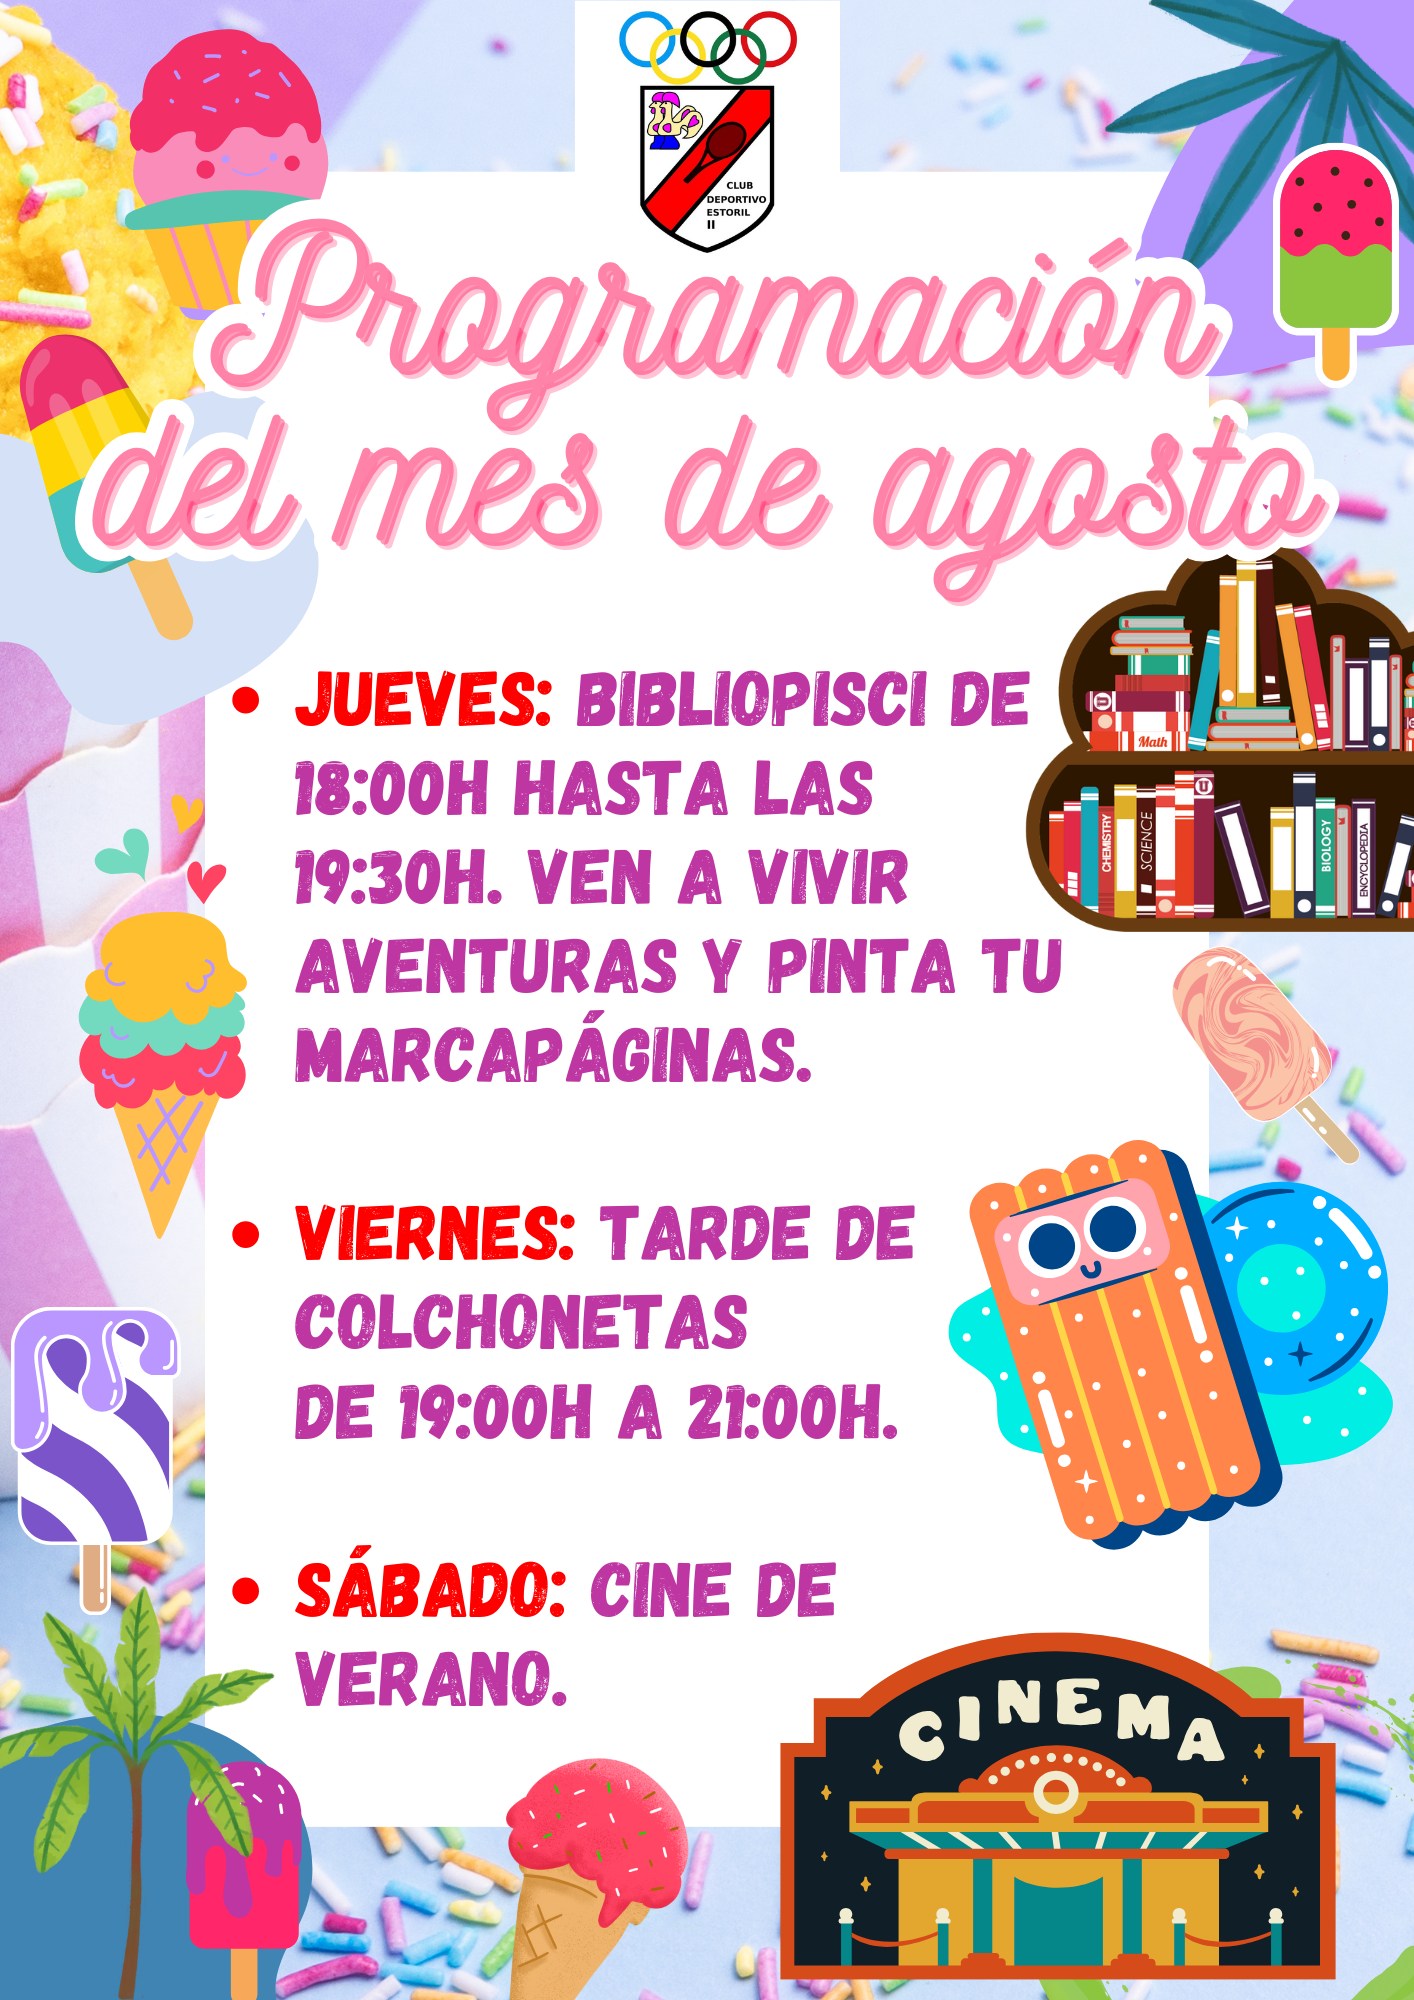 CLUB
DEPORTIVO
ESTORIL
II
Programación
del mes de agosto
• JUEVES: BIBLIOPISCI DE
18:00H HASTA LAS
19:30H. VEN A VIVIR
AVENTURAS Y PINTA TU
MARCAPÁGINAS.
Math
CHEMISTRY
SCIENCE
U
BIOLOGY
ENCYCLOPEDIA
• VIERNES: TARDE DE
COLCHONETAS
DE 19:00H A 21:00H.
• SÁBADO: CINE DE
VERANO.
CINEMA